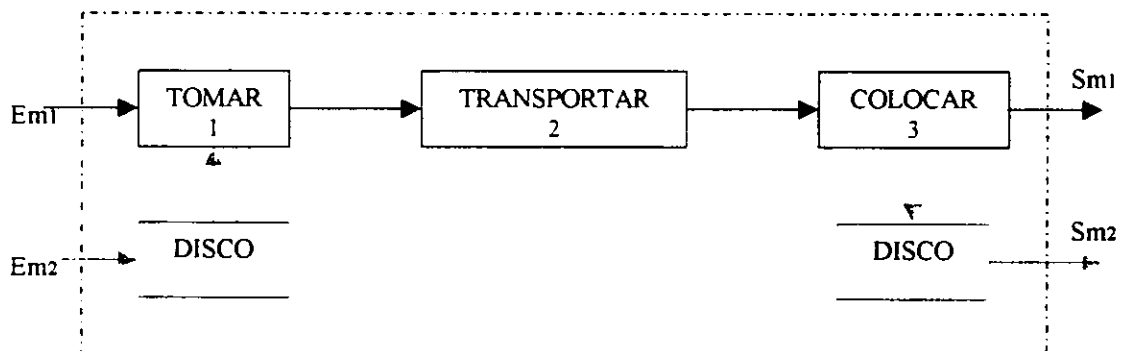 Em1
TOMAR
1
TRANSPORTAR
2
COLOCAR
3
Sm1
Em2
DISCO
DISCO
Sm2